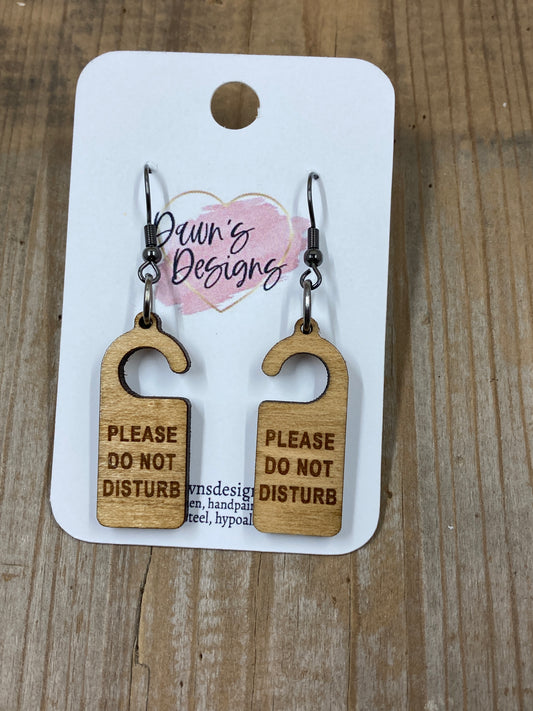 Dawn's
Designs
PLEASE
DO NOT
DISTURB
PLEASE
DO NOT
DISTURB